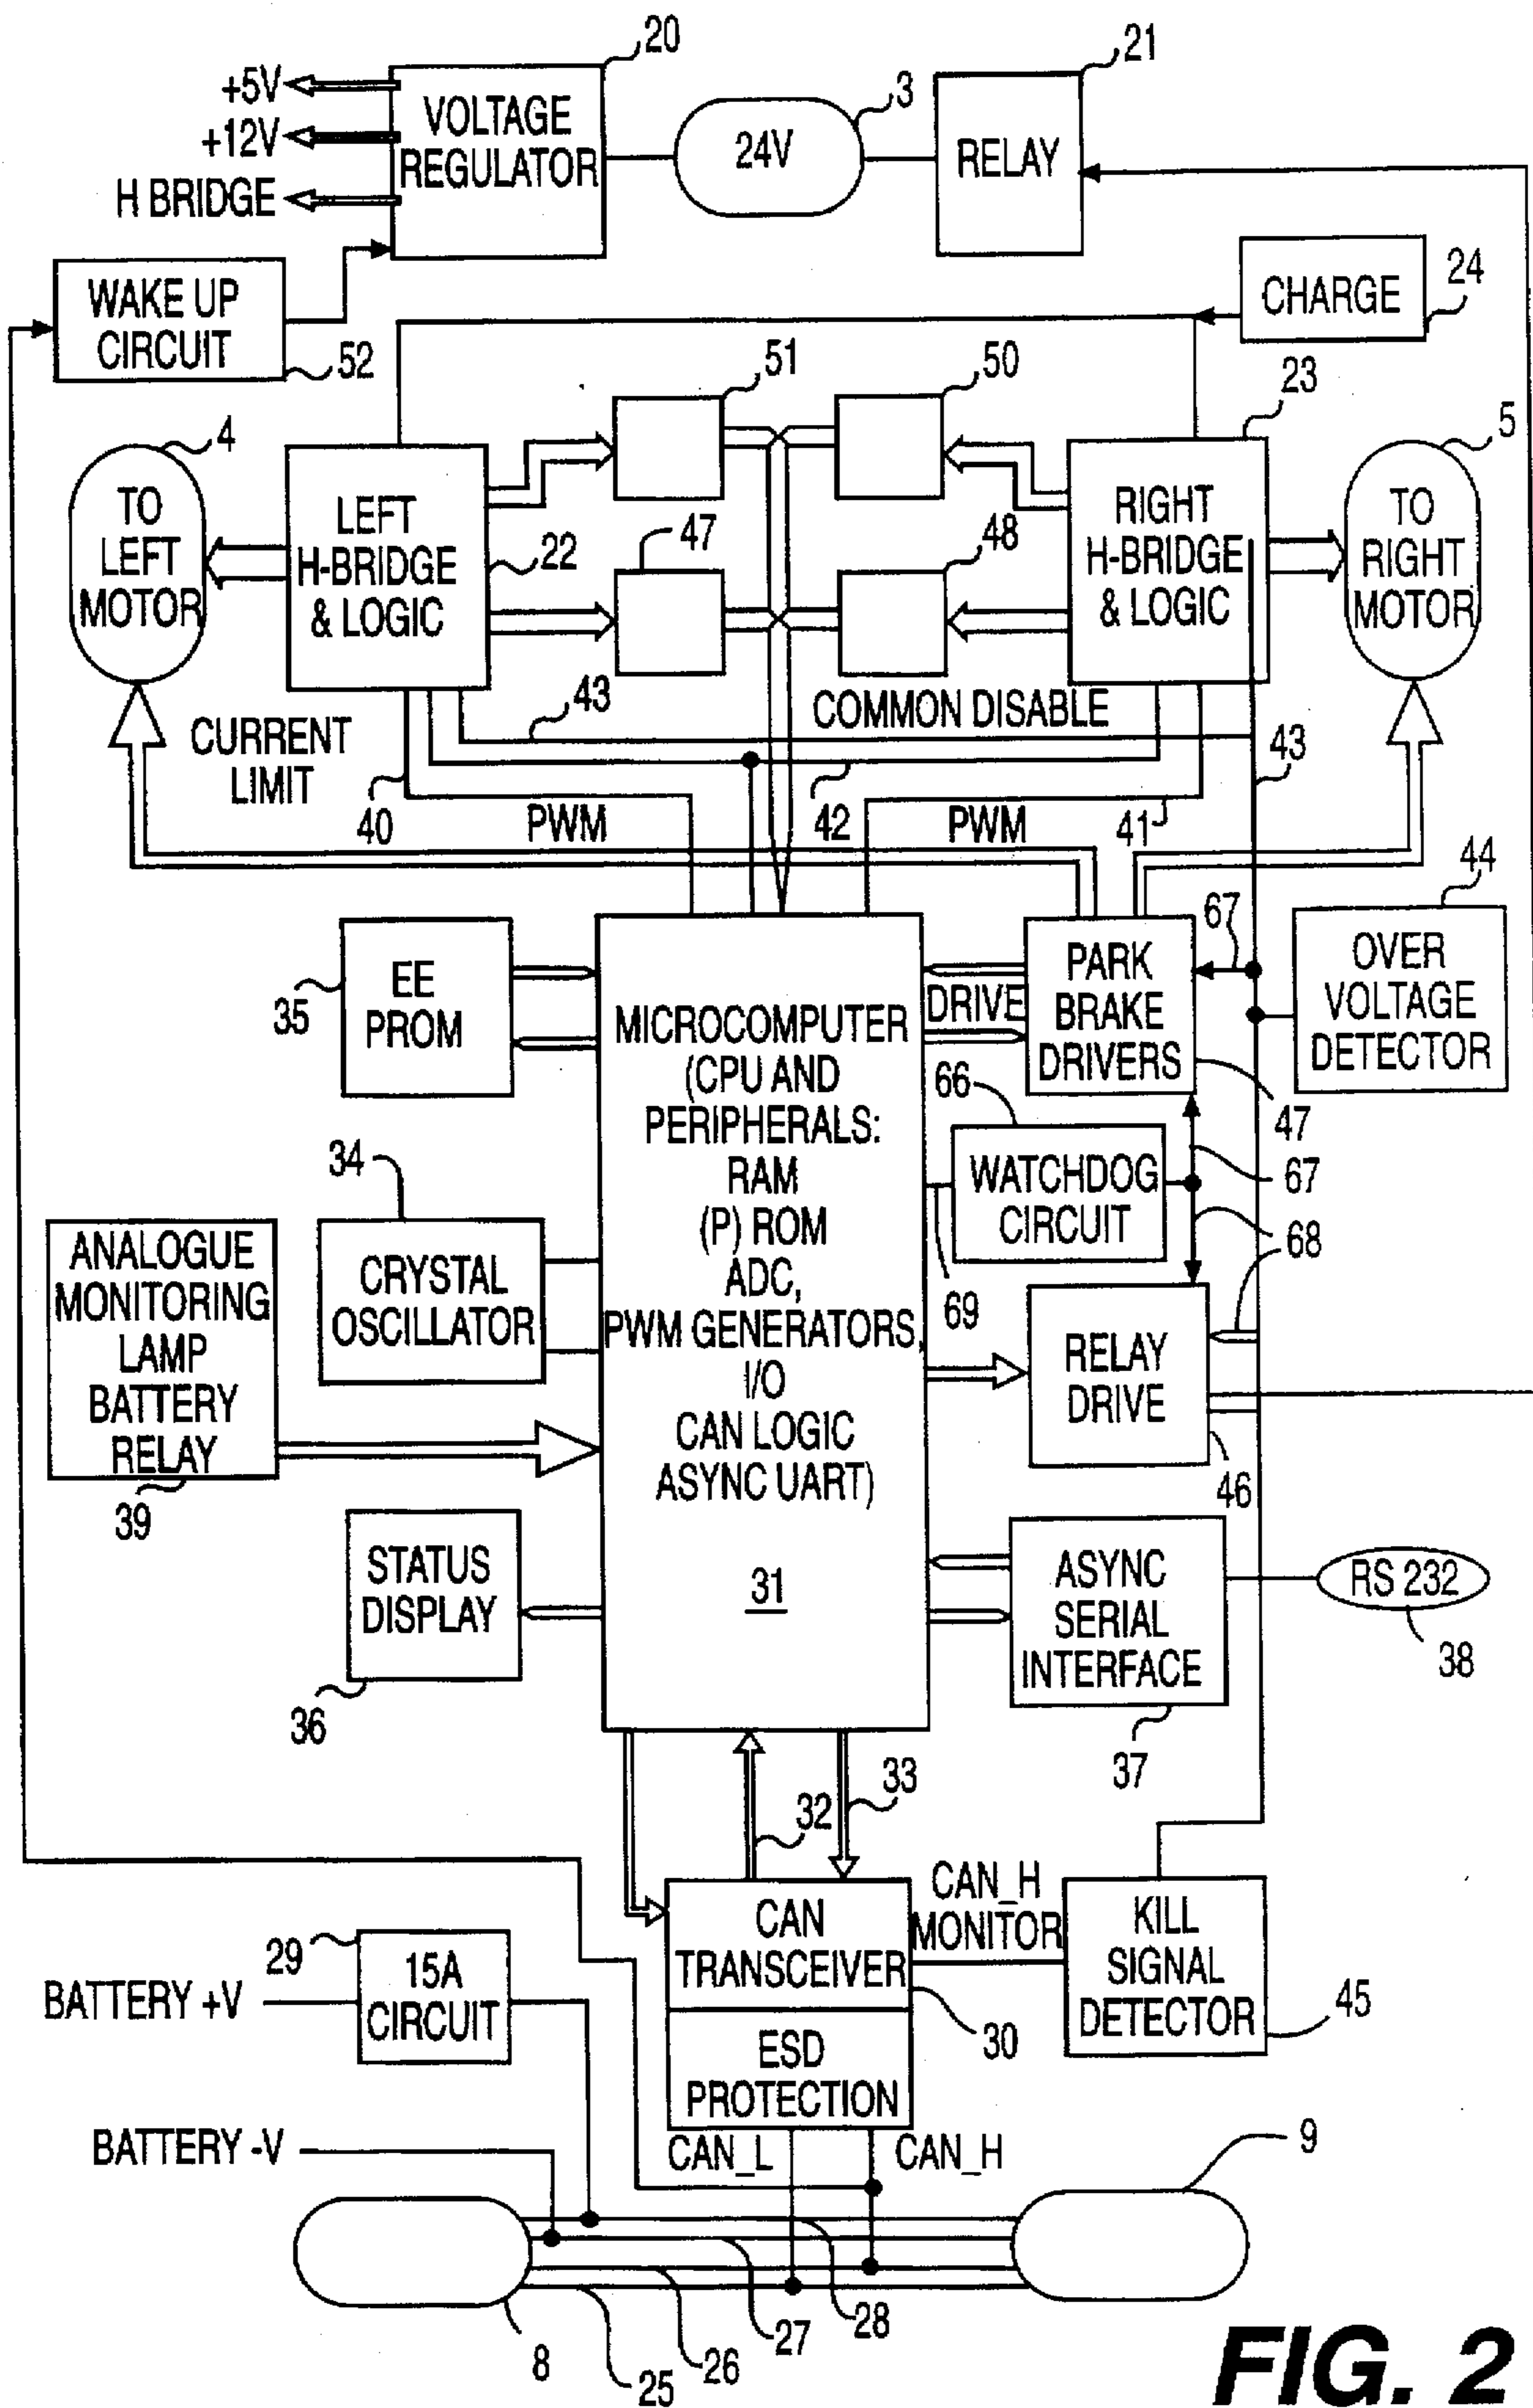 20
21
+5V
+12V
H BRIDGE
VOLTAGE
REGULATOR
3
24V
RELAY
WAKE UP
CIRCUIT
52
CHARGE
24
51
50
23
4
5
TO
LEFT
MOTOR
LEFT
H-BRIDGE
& LOGIC
22
47
48
RIGHT
H-BRIDGE
& LOGIC
TO
RIGHT
MOTOR
CURRENT
LIMIT
43
COMMON DISABLE
43
40
PWM
42
PWM
41
44
35
EE
PROM
MICROCOMPUTER
(CPU AND
PERIPHERALS:
RAM
(P) ROM
ADC,
PWM GENERATORS,
I/O
CAN LOGIC
ASYNC UART)
31
DRIVE
PARK
BRAKE
DRIVERS
67
OVER
VOLTAGE
DETECTOR
47
66
WATCHDOG
CIRCUIT
67
68
69
34
CRYSTAL
OSCILLATOR
ANALOGUE
MONITORING
LAMP
BATTERY
RELAY
39
RELAY
DRIVE
46
STATUS
DISPLAY
36
ASYNC
SERIAL
INTERFACE
37
RS 232
38
32
33
29
15A
CIRCUIT
BATTERY +V
CAN
TRANSCEIVER
ESD
PROTECTION
30
CAN_H
MONITOR
KILL
SIGNAL
DETECTOR
45
BATTERY -V
CAN_L
CAN_H
9
8
25
26
27
28
FIG. 2